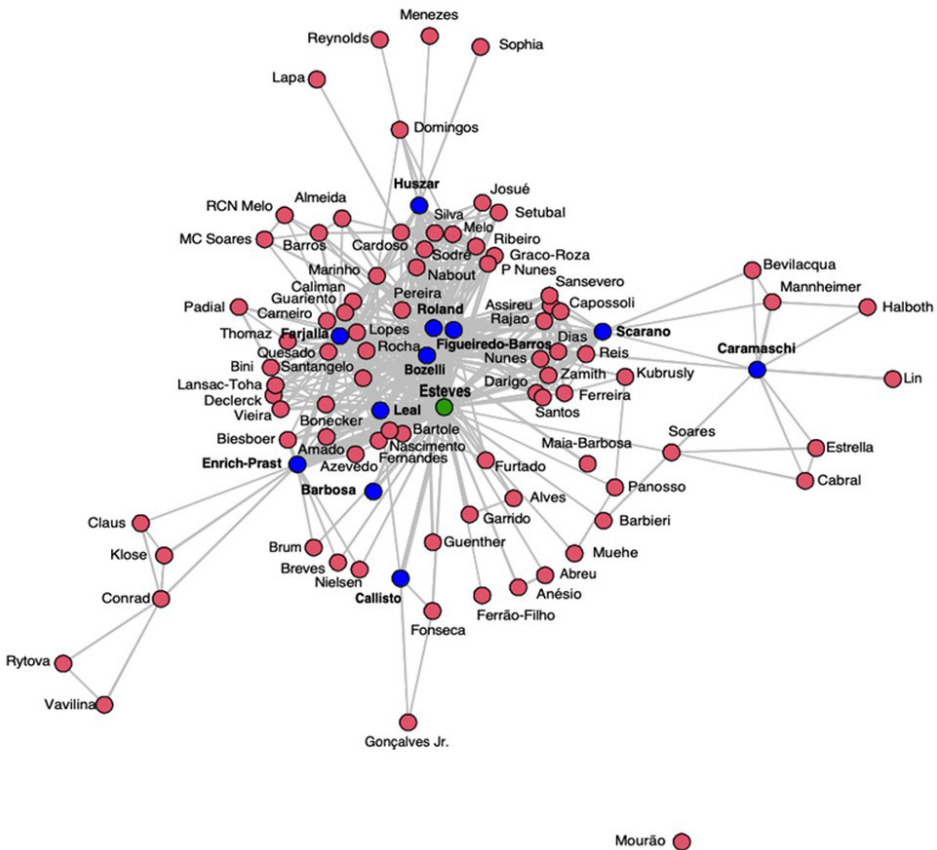 Menezes
Reynolds
Sophia
Lapa
Domingos
Huszar
Josué
Almeida
RCN Melo
Silva
Setubal
Melo
MC Soares
Barros
Cardoso
Ribeiro
Sodré
Graco-Roza
Marinho
Nabout
P Nunes
Bevilacqua
Sansevero
Caliman
Mannheimer
Guariento
Pereira
Assireu
Capossoli
Padial
Carneiro
Roland
Rajao
Halboth
Thomaz
Farjalla
Lopes
Scarano
Dias
Figueiredo-Barros
Rocha
Caramaschi
Quesado
Nunes
Reis
Bini
Santangelo
Bozelli
Zamith
Kubrusly
Lin
Lansac-Toha
Darigo
Esteves
Ferreira
Declerck
Vieira
Leal
Santos
Bonecker
Bartole
Soares
Biesboer
Maia-Barbosa
Amado
Nascimento
Estrella
Fernandes
Enrich-Prast
Azevedo
Furtado
Cabral
Barbosa
Panosso
Alves
Claus
Garrido
Barbieri
Guenther
Brum
Klose
Muehe
Breves
Abreu
Nielsen
Anésio
Conrad
Callisto
Ferrão-Filho
Fonseca
Rytova
Vavilina
Gonçalves Jr.
Mourão